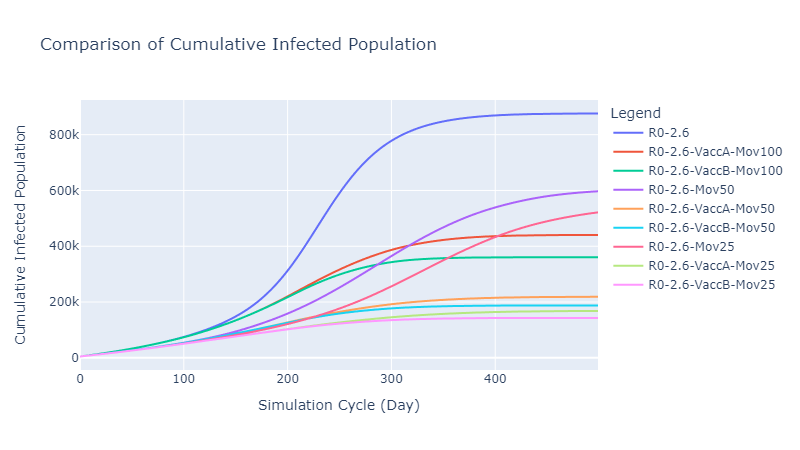 Comparison of Cumulative Infected Population
Cumulative Infected Population
800k
600k
400k
200k
0
0 100 200 300 400
Simulation Cycle (Day)
Legend
R0-2.6
R0-2.6-VaccA-Mov100
R0-2.6-VaccB-Mov100
R0-2.6-Mov50
R0-2.6-VaccA-Mov50
R0-2.6-VaccB-Mov50
R0-2.6-Mov25
R0-2.6-VaccA-Mov25
R0-2.6-VaccB-Mov25